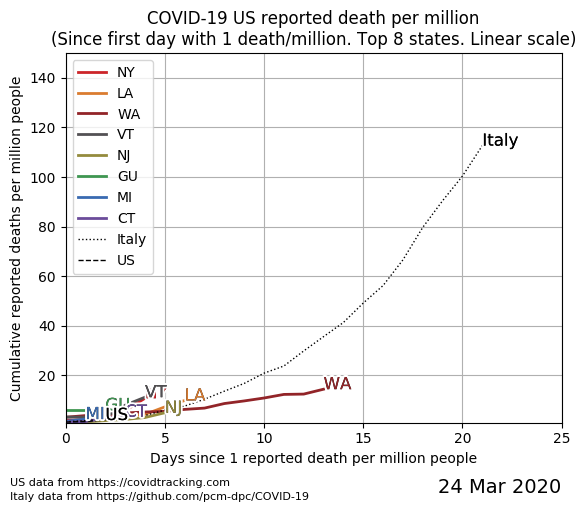 COVID-19 US reported death per million
(Since first day with 1 death/million. Top 8 states. Linear scale)
Cumulative reported deaths per million people
140
120
100
80
60
40
20
NY
LA
WA
VT
NJ
GU
MI
CT
Italy
US
Italy
WA
VT
LA
GU
NJ
CT
MI
US
0
5
10
15
20
25
Days since 1 reported death per million people
US data from https://covidtracking.com
Italy data from https://github.com/pcm-dpc/COVID-19
24 Mar 2020